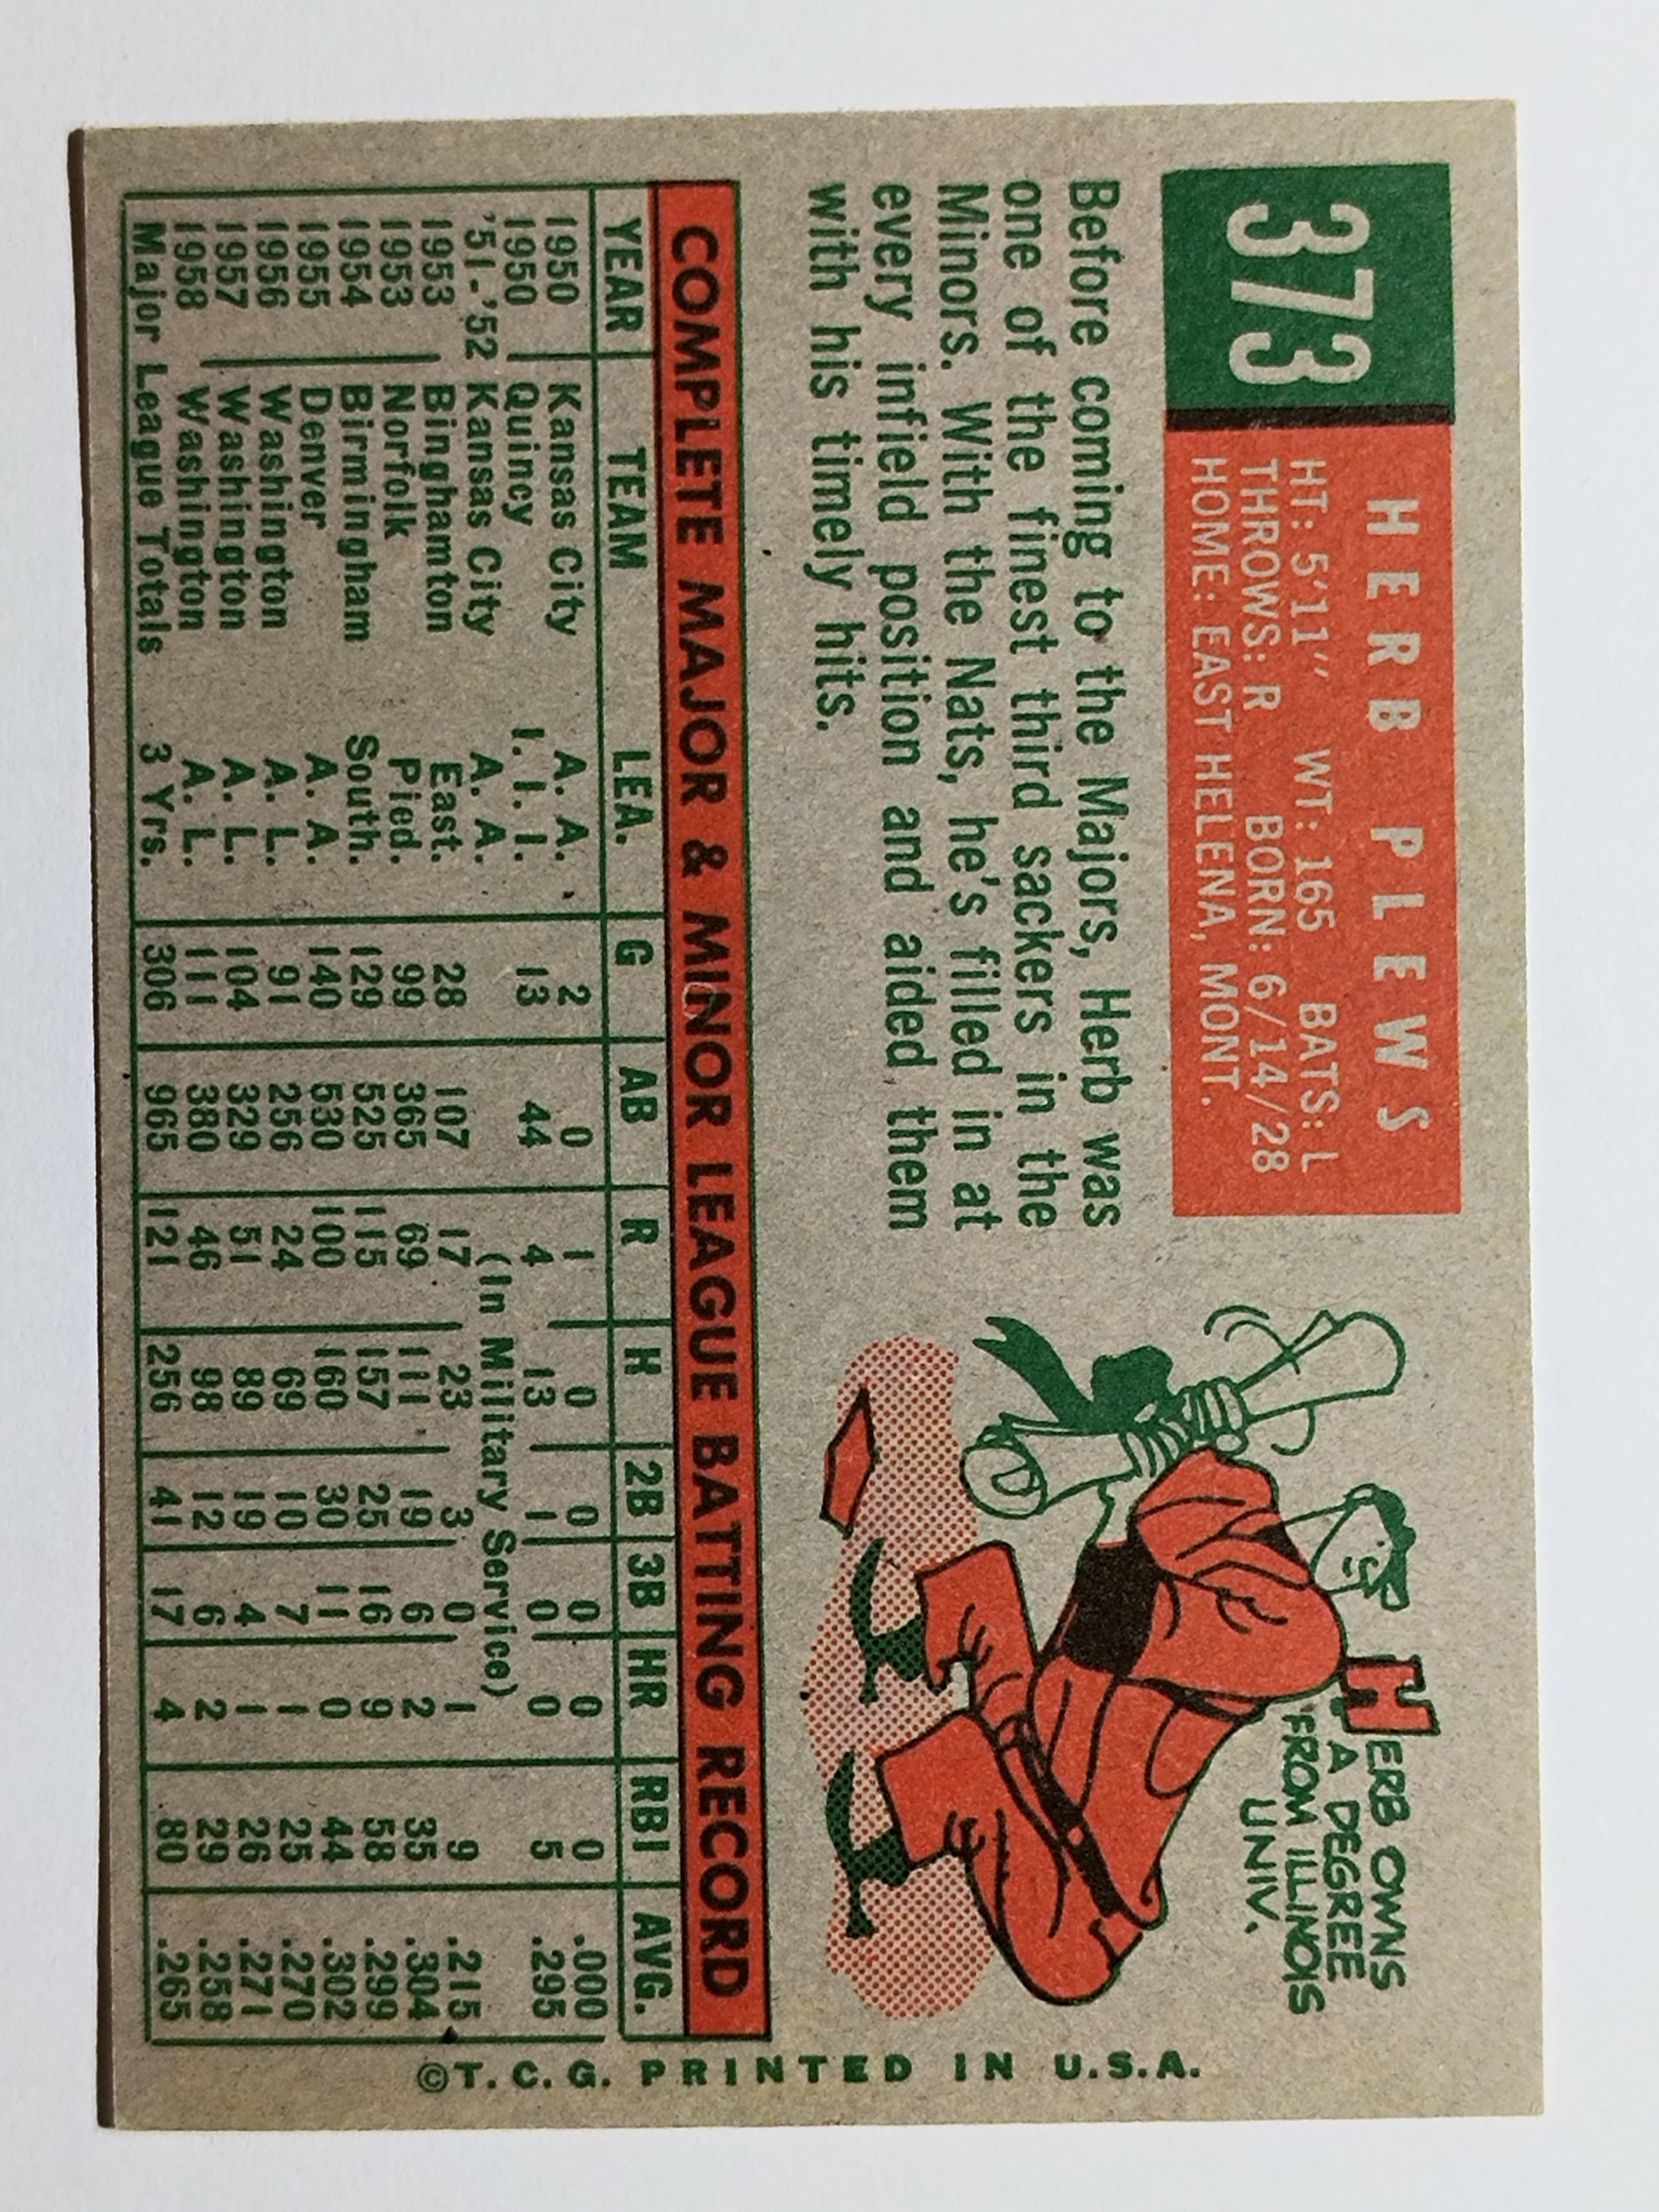 373
HERB PLEWS
HT: 5'11" WT: 165 BATS: L
THROWS: R BORN: 6/14/28
HOME: EAST HELENA, MONT.
Before coming to the Majors, Herb was
one of the finest third sackers in the
Minors. With the Nats, he's filled in at
every infield position and aided them
with his timely hits.
HERB OWNS
A DEGREE
FROM ILLINOIS
UNIV.
COMPLETE MAJOR & MINOR LEAGUE BATTING RECORD
YEAR TEAM LEA. G AB R H 2B 3B HR RBI AVG.
1950 Kansas City A. A. 2 0 1 0 0 0 0 0 .000
1950 Quincy I. I. I. 13 44 4 13 1 0 0 5 .295
'51-'52 Kansas City A. A. (In Military Service)
1953 Binghamton East. 28 107 17 23 3 0 1 9 .215
1953 Norfolk Pied. 99 365 69 111 19 6 2 35 .304
1954 Birmingham South. 129 525 115 157 25 16 9 58 .299
1955 Denver A. A. 140 530 100 160 30 11 0 44 .302
1956 Washington A. L. 91 256 24 69 10 7 1 25 .270
1957 Washington A. L. 104 329 51 89 19 4 1 26 .271
1958 Washington A. L. 111 380 46 98 12 6 2 29 .258
Major League Totals 3 Yrs. 306 965 121 256 41 17 4 80 .265
©T.C.G. PRINTED IN U.S.A.